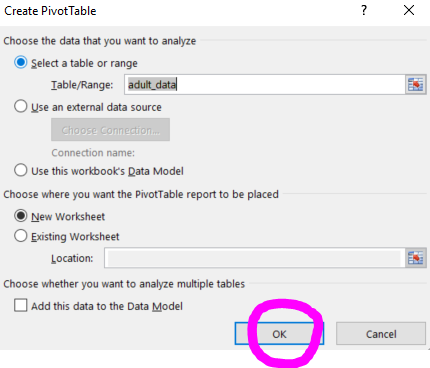 Create PivotTable ? ×
Choose the data that you want to analyze
Select a table or range
Table/Range: adult_data
Use an external data source
Choose Connection...
Connection name:
Use this workbook's Data Model
Choose where you want the PivotTable report to be placed
New Worksheet
Existing Worksheet
Location:
Choose whether you want to analyze multiple tables
Add this data to the Data Model
OK Cancel